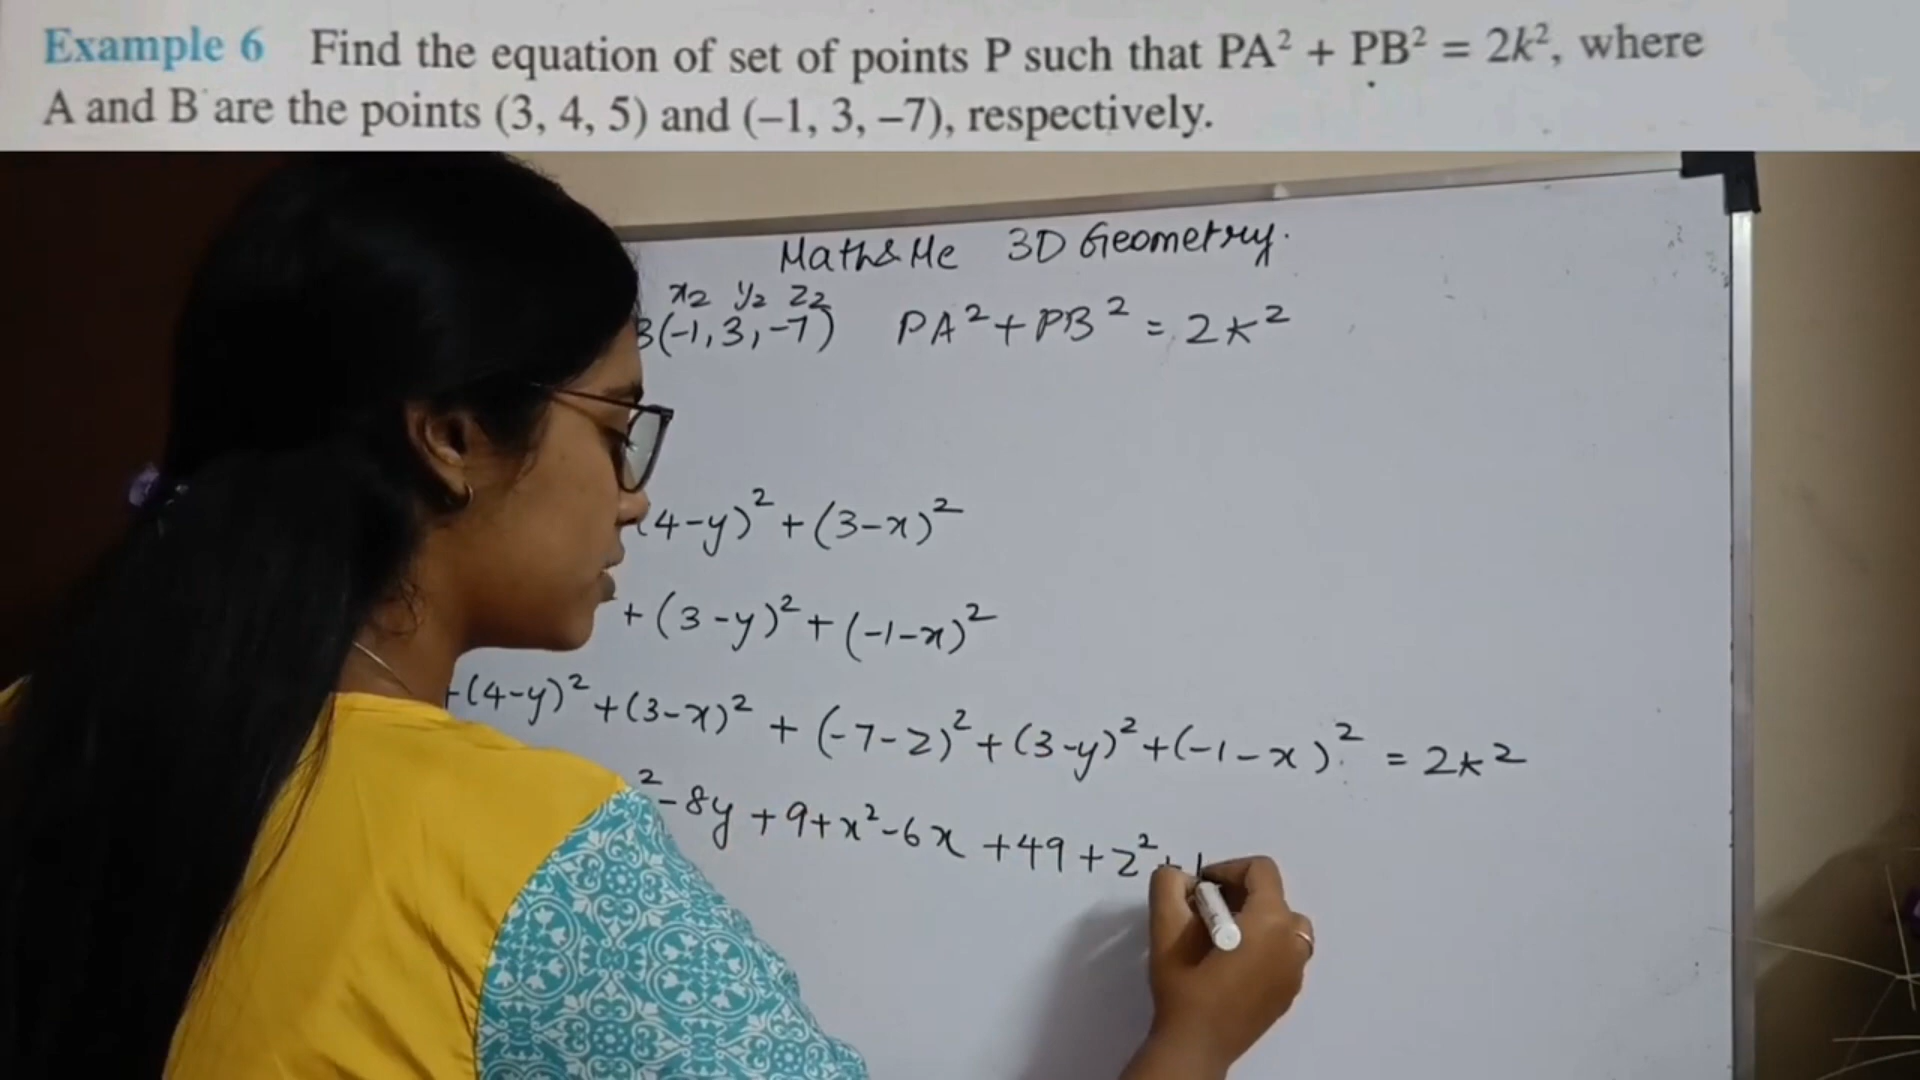 Example 6 Find the equation of set of points P such that PA² + PB² = 2k², where
A and B are the points (3, 4, 5) and (–1, 3, –7), respectively.
Maths Me 3D Geometry.
x2 y2 z2
B(-1, 3, -7) PA² + PB² = 2k²
(4-y)² + (3-x)²
+ (3-y)² + (-1-x)²
+(4-y)² + (3-x)² + (-7-z)² + (3-y)² + (-1-x)² = 2k²
² - 8y + 9 + x² - 6x + 49 + z² + 1